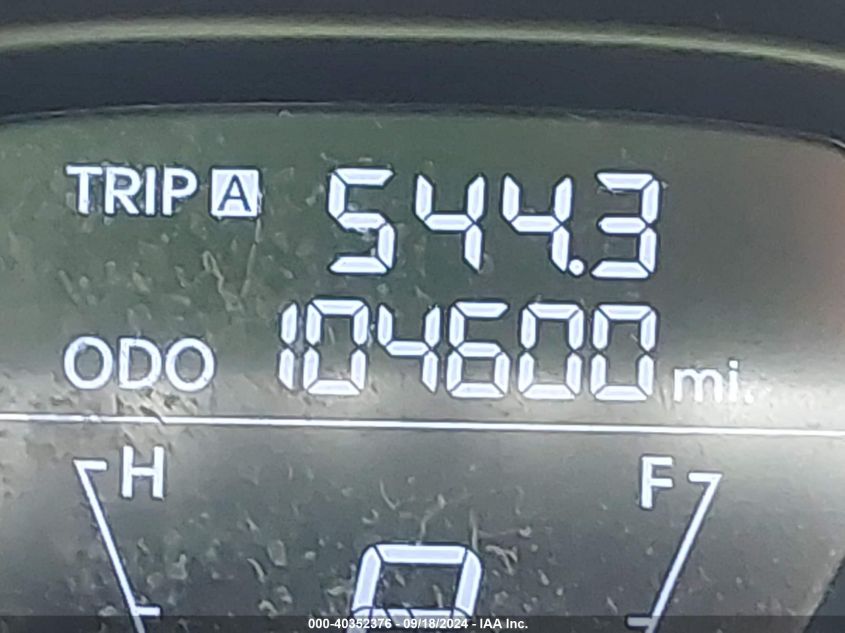 TRIP A 544.3
ODO 104600 mi.
H F
000-40352376 - 09/18/2024 - IAA Inc.